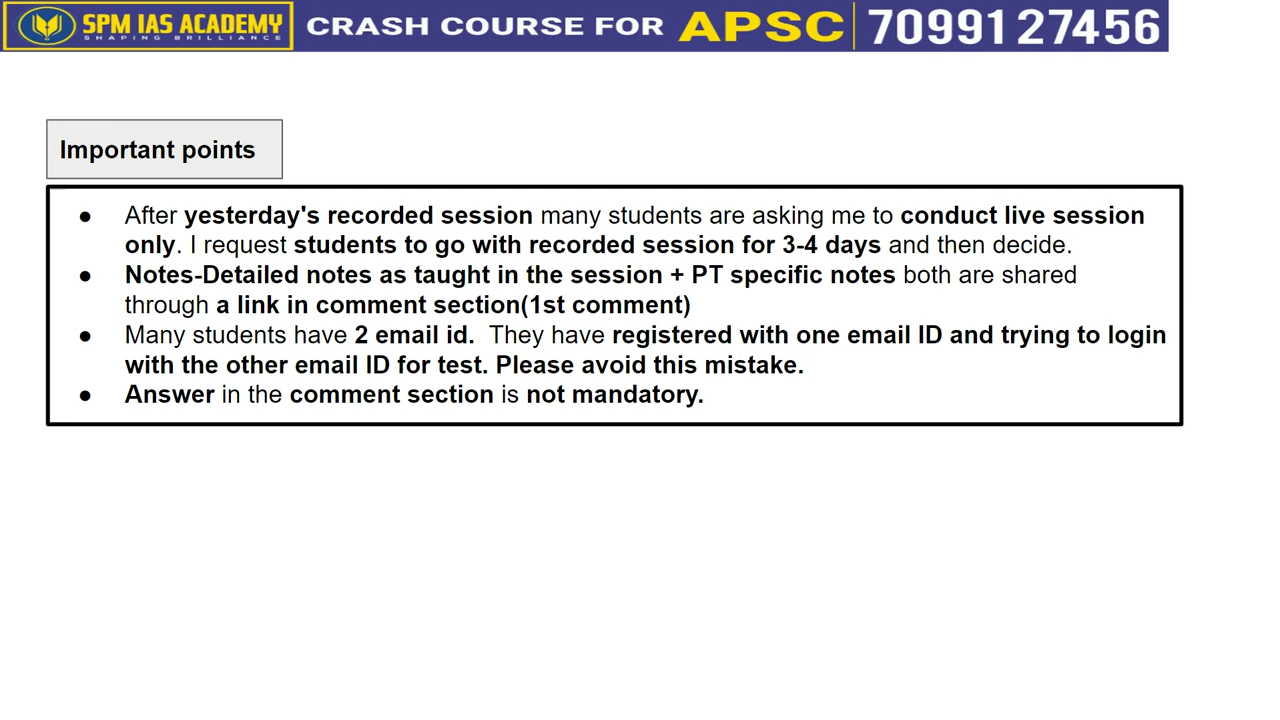 SPM IAS ACADEMY
SHAPING BRILLIANCE
CRASH COURSE FOR APSC 70991 27456
Important points
● After yesterday's recorded session many students are asking me to conduct live session
only. I request students to go with recorded session for 3-4 days and then decide.
● Notes-Detailed notes as taught in the session + PT specific notes both are shared
through a link in comment section(1st comment)
● Many students have 2 email id.  They have registered with one email ID and trying to login
with the other email ID for test. Please avoid this mistake.
● Answer in the comment section is not mandatory.